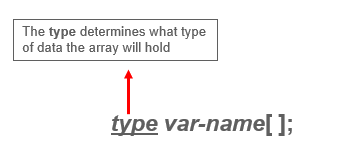 The type determines what type
of data the array will hold
type var-name[ ];